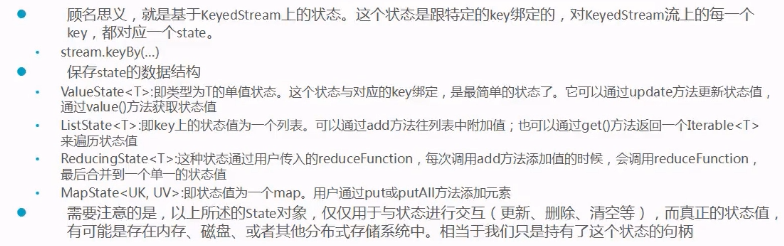 顾名思义，就是基于KeyedStream上的状态。这个状态是跟特定的key绑定的，对KeyedStream流上的每一个
key，都对应一个state。
stream.keyBy(…)
保存state的数据结构
ValueState<T>:即类型为T的单值状态。这个状态与对应的key绑定，是最简单的状态了。它可以通过update方法更新状态值，
通过value()方法获取状态值
ListState<T>:即key上的状态值为一个列表。可以通过add方法往列表中附加值；也可以通过get()方法返回一个Iterable<T>
来遍历状态值
ReducingState<T>:这种状态通过用户传入的reduceFunction，每次调用add方法添加值的时候，会调用reduceFunction，
最后合并到一个单一的状态值
MapState<UK, UV>:即状态值为一个map。用户通过put或putAll方法添加元素
需要注意的是，以上所述的State对象，仅仅用于与状态进行交互（更新、删除、清空等），而真正的状态值，
有可能是存在内存、磁盘、或者其他分布式存储系统中。相当于我们只是持有了这个状态的句柄